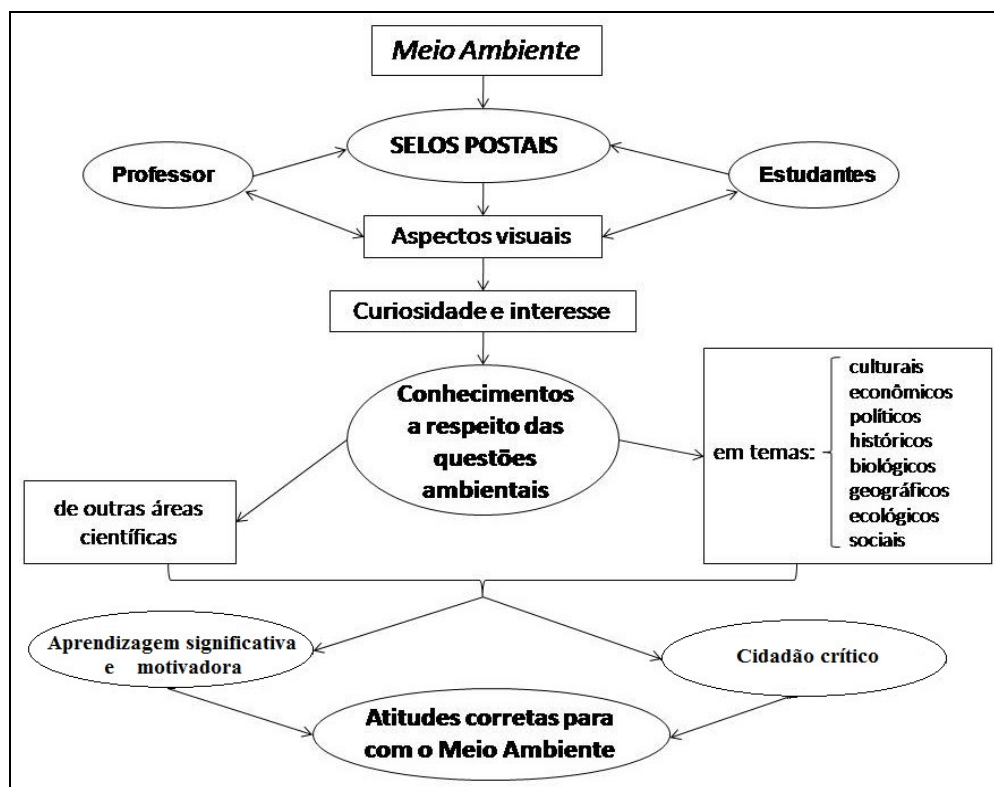 Meio Ambiente
SELOS POSTAIS
Professor
Estudantes
Aspectos visuais
Curiosidade e interesse
Conhecimentos
a respeito das
questões
ambientais
em temas:
culturais
econômicos
políticos
históricos
biológicos
geográficos
ecológicos
sociais
de outras áreas
científicas
Aprendizagem significativa
e motivadora
Cidadão crítico
Atitudes corretas para
com o Meio Ambiente